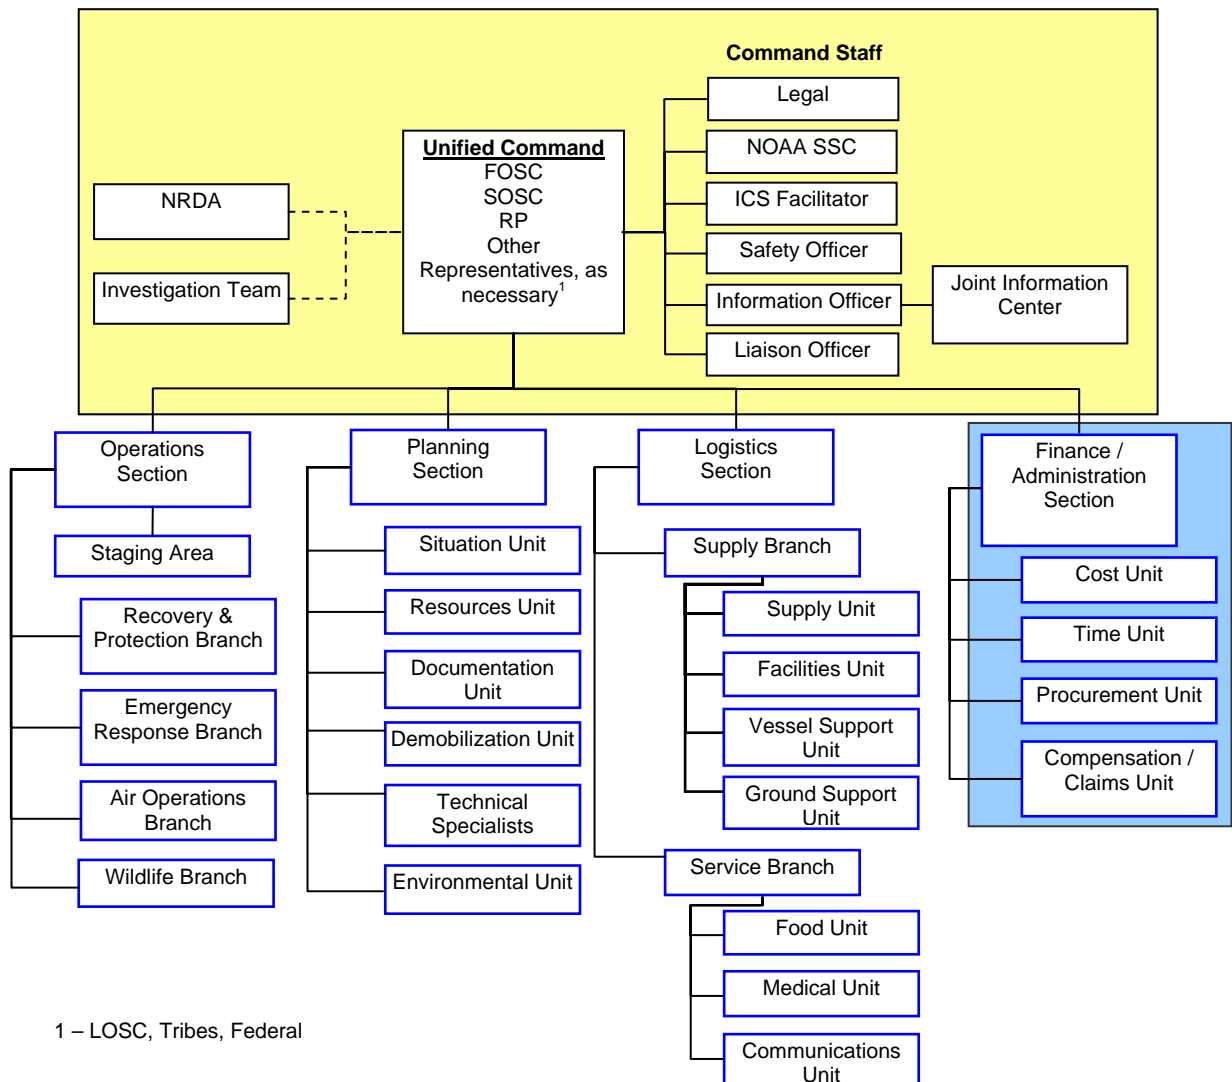 Command Staff
Legal
NOAA SSC
ICS Facilitator
Safety Officer
Information Officer
Liaison Officer
Joint Information
Center
Unified Command
FOSC
SOSC
RP
Other
Representatives, as
necessary1
NRDA
Investigation Team
Operations
Section
Staging Area
Recovery &
Protection Branch
Emergency
Response Branch
Air Operations
Branch
Wildlife Branch
Planning
Section
Situation Unit
Resources Unit
Documentation
Unit
Demobilization Unit
Technical
Specialists
Environmental Unit
Logistics
Section
Supply Branch
Supply Unit
Facilities Unit
Vessel Support
Unit
Ground Support
Unit
Service Branch
Food Unit
Medical Unit
Communications
Unit
Finance /
Administration
Section
Cost Unit
Time Unit
Procurement Unit
Compensation /
Claims Unit
1 – LOSC, Tribes, Federal